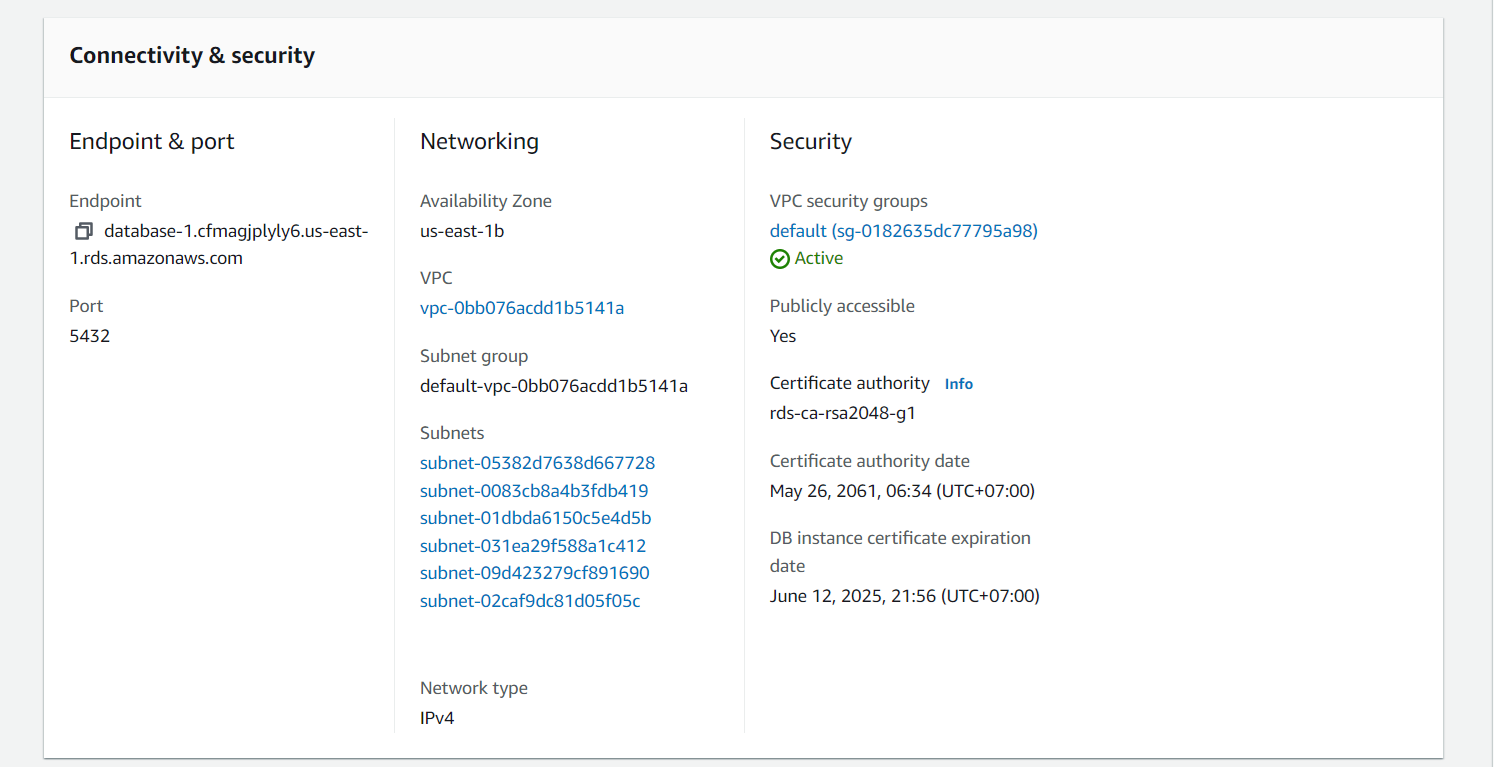 Connectivity & security
Endpoint & port
Endpoint
database-1.cfmagjplyly6.us-east-
1.rds.amazonaws.com
Port
5432
Networking
Availability Zone
us-east-1b
VPC
vpc-0bb076acdd1b5141a
Subnet group
default-vpc-0bb076acdd1b5141a
Subnets
subnet-05382d7638d667728
subnet-0083cb8a4b3fdb419
subnet-01dbda6150c5e4d5b
subnet-031ea29f588a1c412
subnet-09d423279cf891690
subnet-02caf9dc81d05f05c
Network type
IPv4
Security
VPC security groups
default (sg-0182635dc77795a98)
Active
Publicly accessible
Yes
Certificate authority Info
rds-ca-rsa2048-g1
Certificate authority date
May 26, 2061, 06:34 (UTC+07:00)
DB instance certificate expiration
date
June 12, 2025, 21:56 (UTC+07:00)